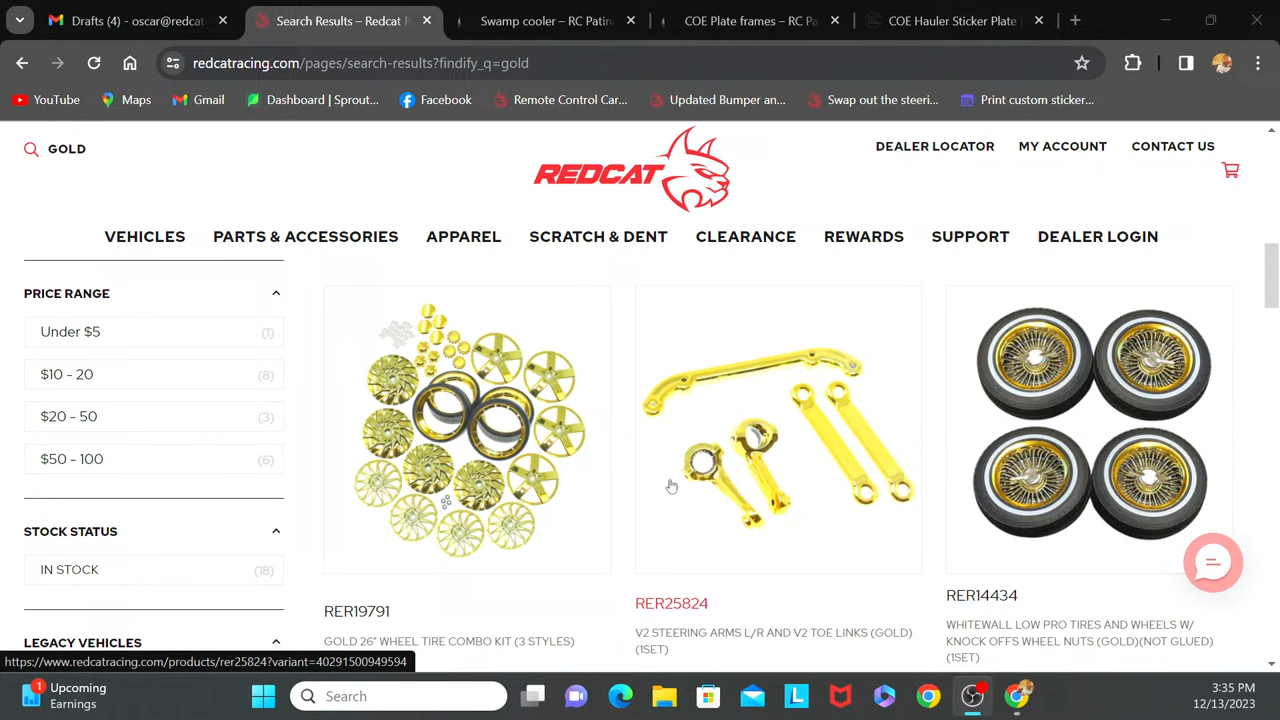 Drafts (4) - oscar@redcat
Search Results – Redcat R
Swamp cooler – RC Patin
COE Plate frames – RC Pa
COE Hauler Sticker Plate
redcatracing.com/pages/search-results?findify_q=gold
YouTube
Maps
Gmail
Dashboard | Sprout...
Facebook
Remote Control Car...
Updated Bumper an...
Swap out the steeri...
Print custom sticker...
GOLD
REDCAT
DEALER LOCATOR
MY ACCOUNT
CONTACT US
VEHICLES
PARTS & ACCESSORIES
APPAREL
SCRATCH & DENT
CLEARANCE
REWARDS
SUPPORT
DEALER LOGIN
PRICE RANGE
Under $5 (1)
$10 - 20 (8)
$20 - 50 (3)
$50 - 100 (6)
STOCK STATUS
IN STOCK (18)
LEGACY VEHICLES
RER19791
GOLD 26" WHEEL TIRE COMBO KIT (3 STYLES)
RER25824
V2 STEERING ARMS L/R AND V2 TOE LINKS (GOLD)
(1SET)
RER14434
WHITEWALL LOW PRO TIRES AND WHEELS W/
KNOCK OFFS WHEEL NUTS (GOLD)(NOT GLUED)
(1SET)
https://www.redcatracing.com/products/rer25824?variant=40291500949594
1
Upcoming
Earnings
Search
L
3:35 PM
12/13/2023